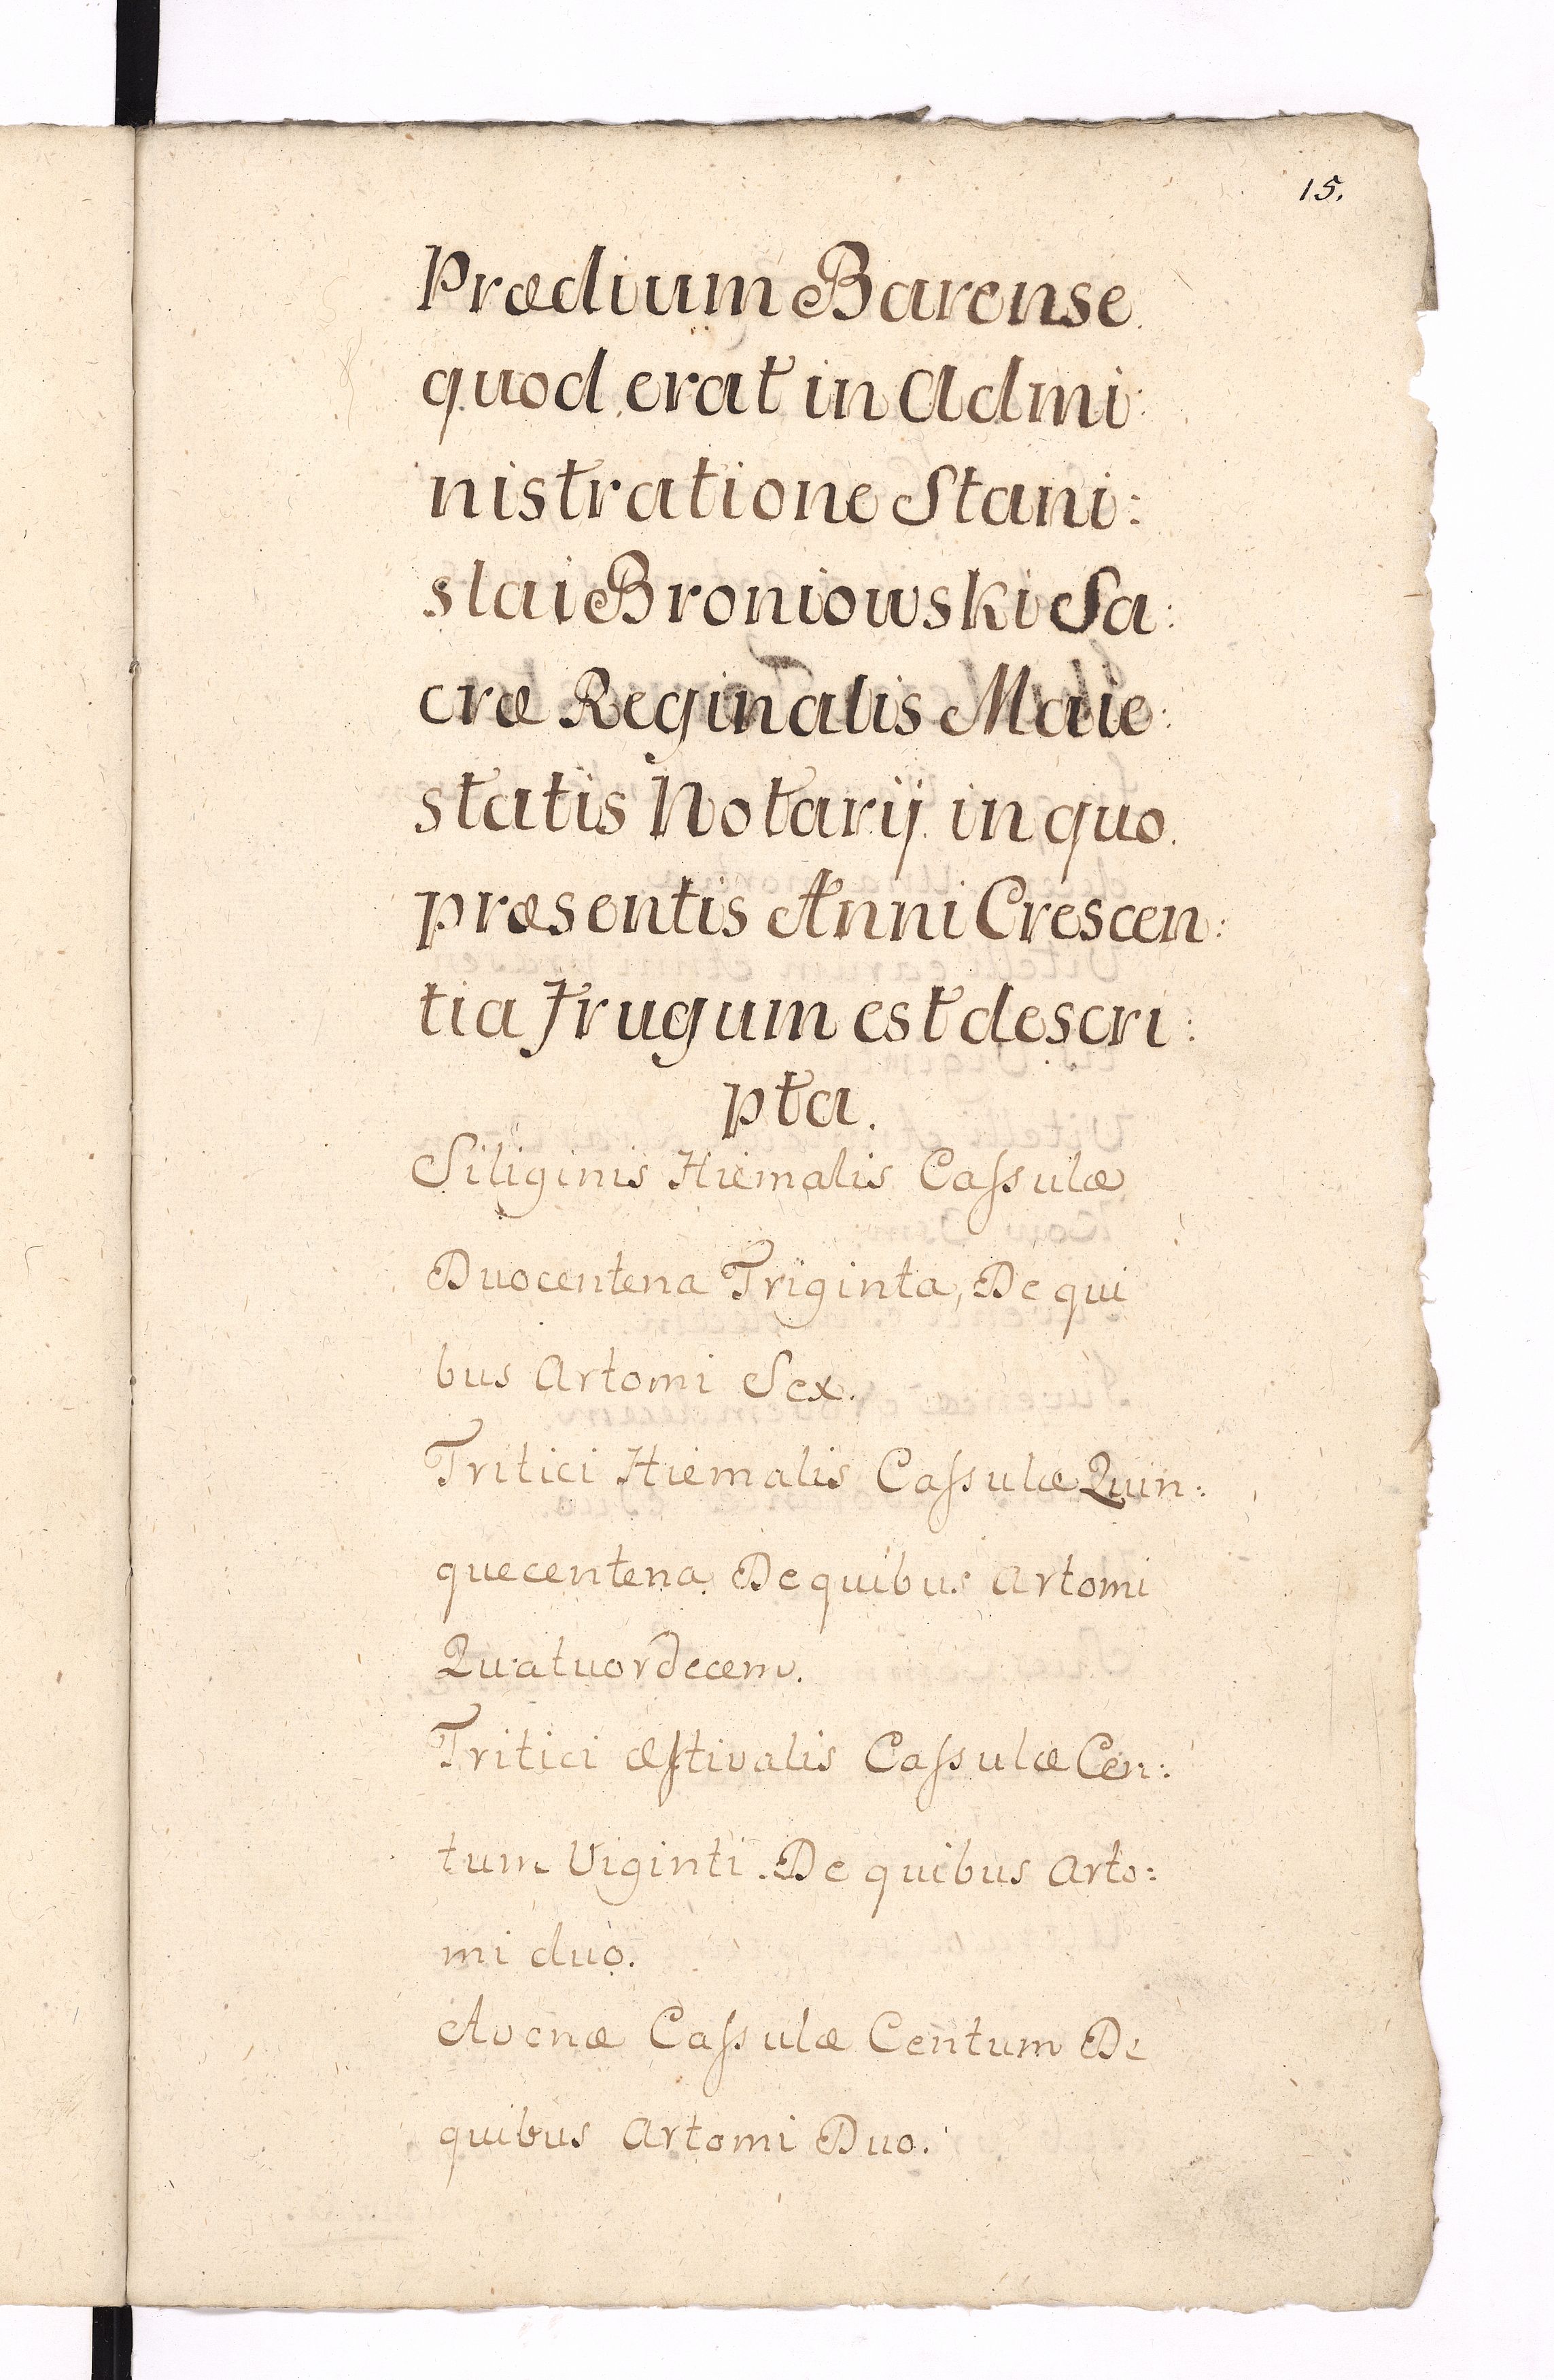 15.
Prædium Barense
quod erat in Admi:
nistratione Stani:
slai Broniowski Sa:
cræ Reginalis Maie:
statis Notarij in quo
præsentis Anni Crescen:
tia frugum est descri:
pta.
Siliginis Hiemalis Caſsulæ
Duocentena Triginta, De qui
bus Artomi Sex.
Tritici Hiemalis Caſsulæ Quin:
quecentena De quibus Artomi
Quatuordecem.
Tritici æſtivalis Caſsulæ Cen:
tum Viginti. De quibus Arto:
mi duo.
Avenæ Caſsulæ Centum De
quibus Artomi Duo.